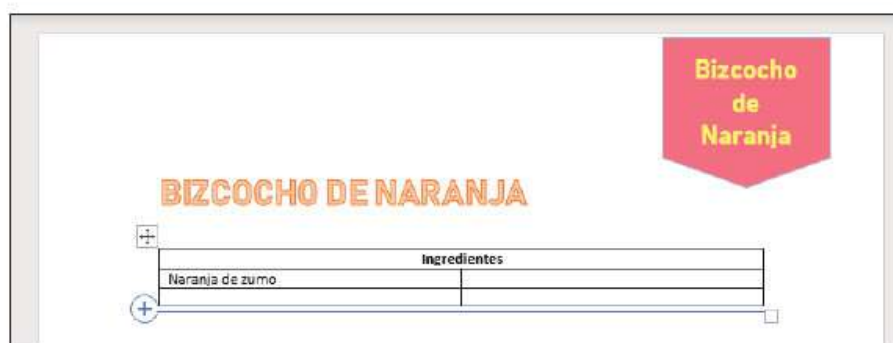 Bizcocho
de
Naranja
BIZCOCHO DE NARANJA
Ingredientes
Naranja de zumo